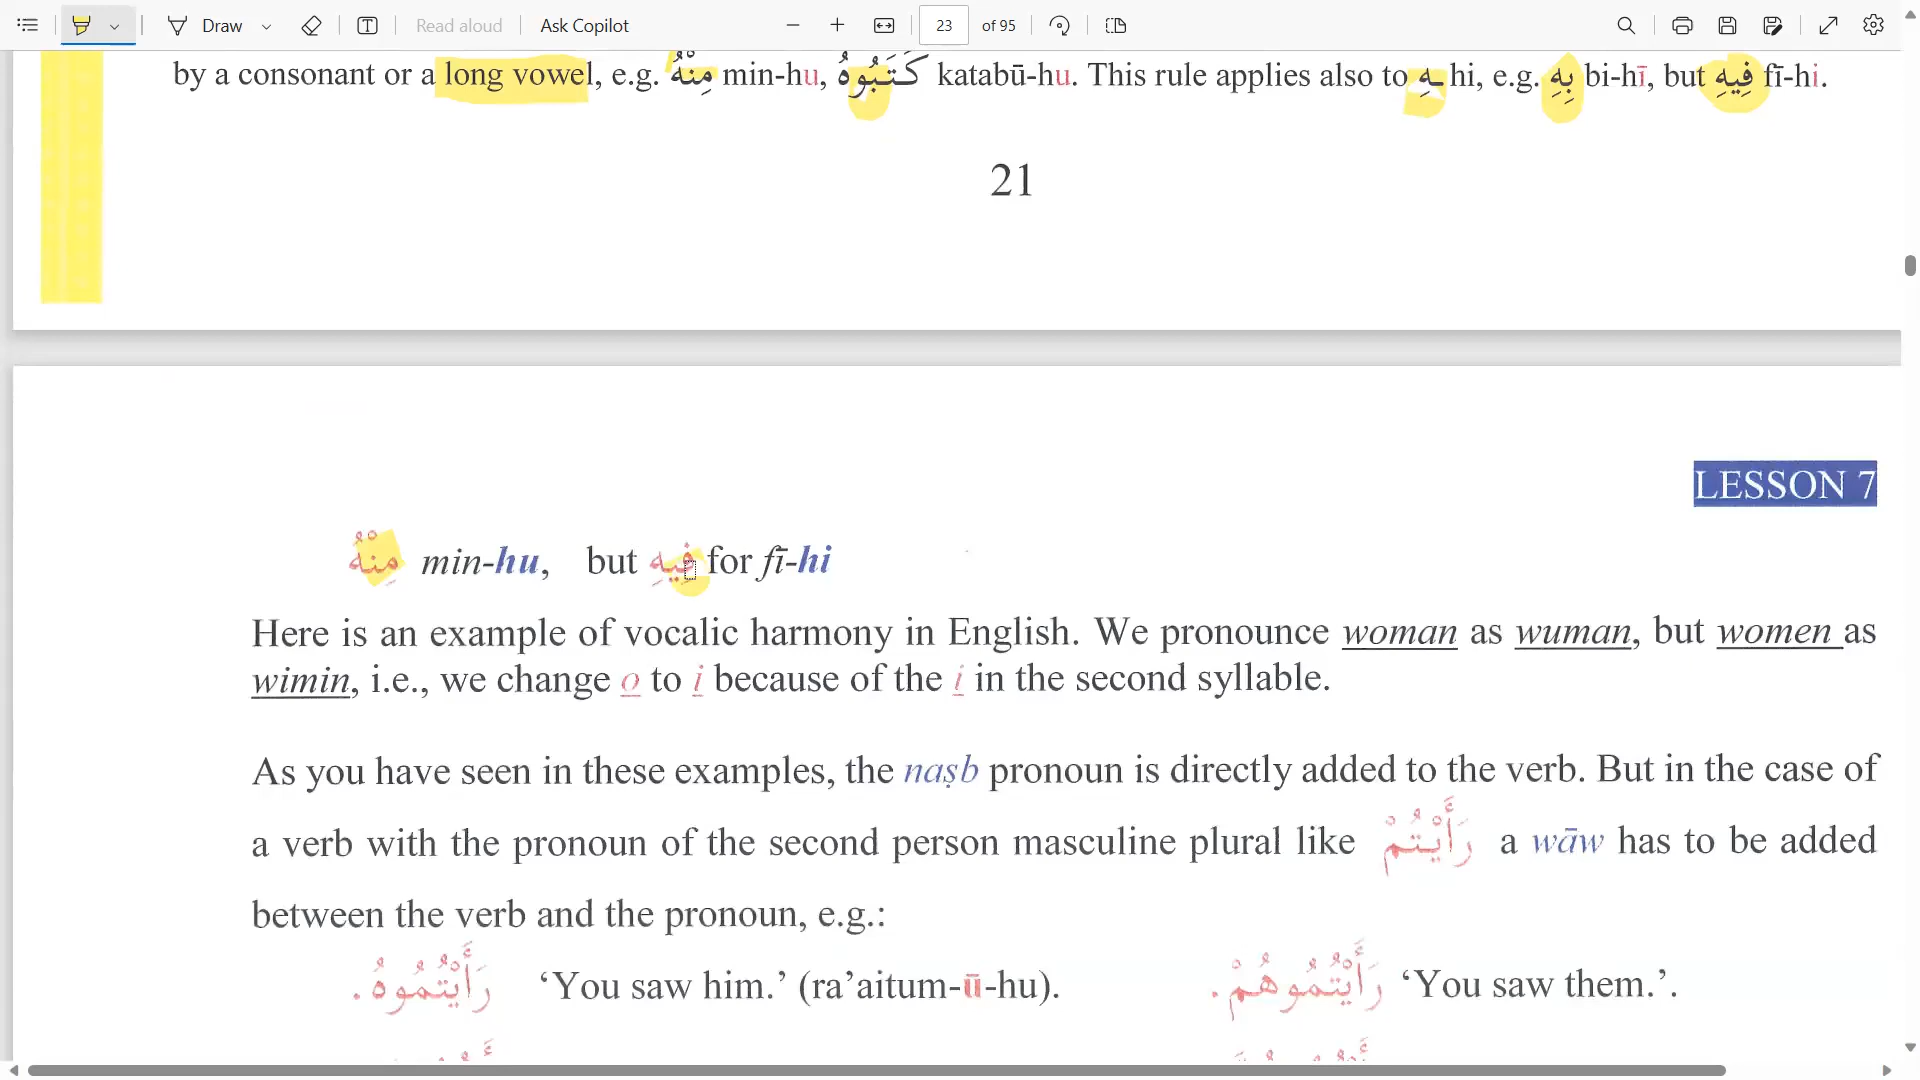 Draw
Read aloud
Ask Copilot
23 of 95
by a consonant or a long vowel, e.g. مِنْهُ min-hu, كَتَبُوهُ katabū-hu. This rule applies also to ـهِ hi, e.g. بِهِ bi-hī, but فِيهِ fī-hi.
21
LESSON 7
مِنْهُ min-hu, but فِيهِ for fī-hi
Here is an example of vocalic harmony in English. We pronounce woman as wuman, but women as
wimin, i.e., we change o to i because of the i in the second syllable.
As you have seen in these examples, the naṣb pronoun is directly added to the verb. But in the case of
a verb with the pronoun of the second person masculine plural like رَأَيْتُمْ a wāw has to be added
between the verb and the pronoun, e.g.:
رَأَيْتُمُوهُ. ‘You saw him.’ (ra’aitum-ū-hu). رَأَيْتُمُوهُمْ. ‘You saw them.’.